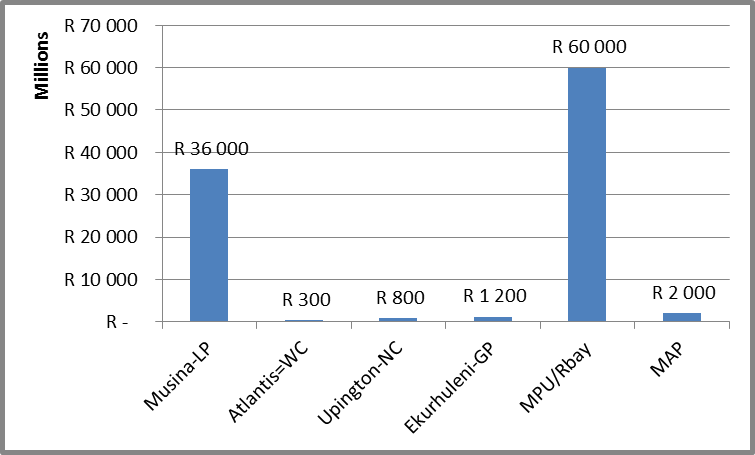 Millions
R 70 000
R 60 000
R 50 000
R 40 000
R 30 000
R 20 000
R 10 000
R -
R 36 000
R 300
R 800
R 1 200
R 60 000
R 2 000
Musina-LP
Atlantis=WC
Upington-NC
Ekurhuleni-GP
MPU/Rbay
MAP